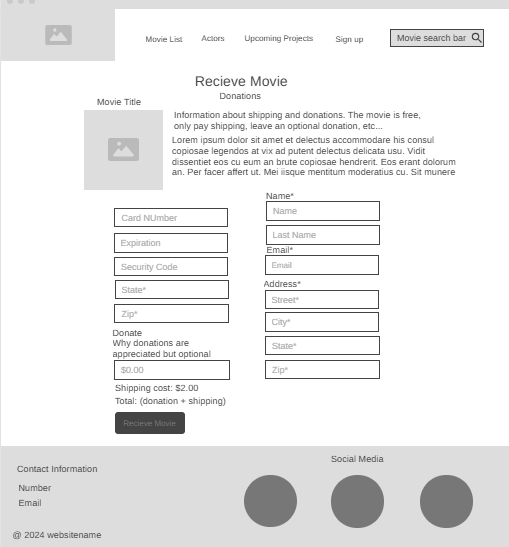 Movie List
Actors
Upcoming Projects
Sign up
Movie search bar
Recieve Movie
Donations
Movie Title
Information about shipping and donations. The movie is free,
only pay shipping, leave an optional donation, etc...
Lorem ipsum dolor sit amet et delectus accommodare his consul
copiosae legendos at vix ad putent delectus delicata usu. Vidit
dissentiet eos cu eum an brute copiosae hendrerit. Eos erant dolorum
an. Per facer affert ut. Mei iisque mentitum moderatius cu. Sit munere
Card NUmber
Expiration
Security Code
State*
Zip*
Donate
Why donations are
appreciated but optional
$0.00
Shipping cost: $2.00
Total: (donation + shipping)
Recieve Movie
Name*
Name
Last Name
Email*
Email
Address*
Street*
City*
State*
Zip*
Contact Information
Number
Email
@ 2024 websitename
Social Media